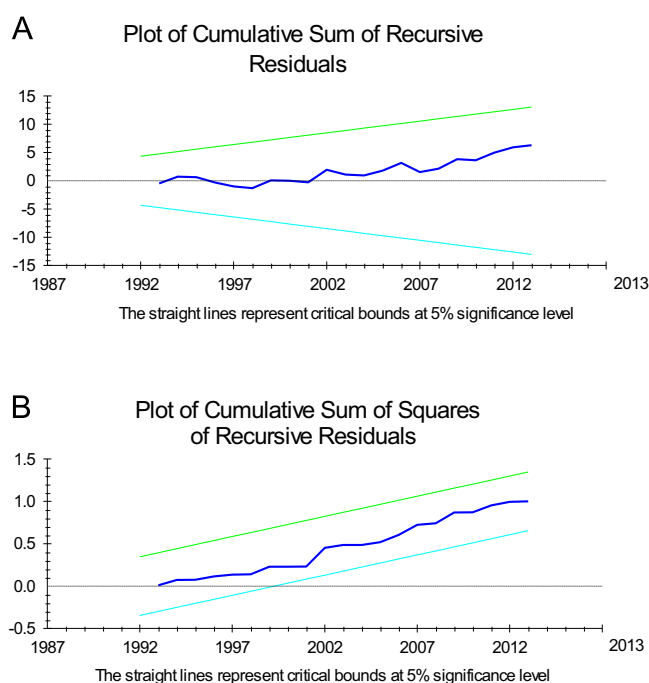 A
Plot of Cumulative Sum of Recursive
Residuals
15
10
5
0
-5
-10
-15
1987 1992 1997 2002 2007 2012 2013
The straight lines represent critical bounds at 5% significance level
B
Plot of Cumulative Sum of Squares
of Recursive Residuals
1.5
1.0
0.5
0.0
-0.5
1987 1992 1997 2002 2007 2012 2013
The straight lines represent critical bounds at 5% significance level